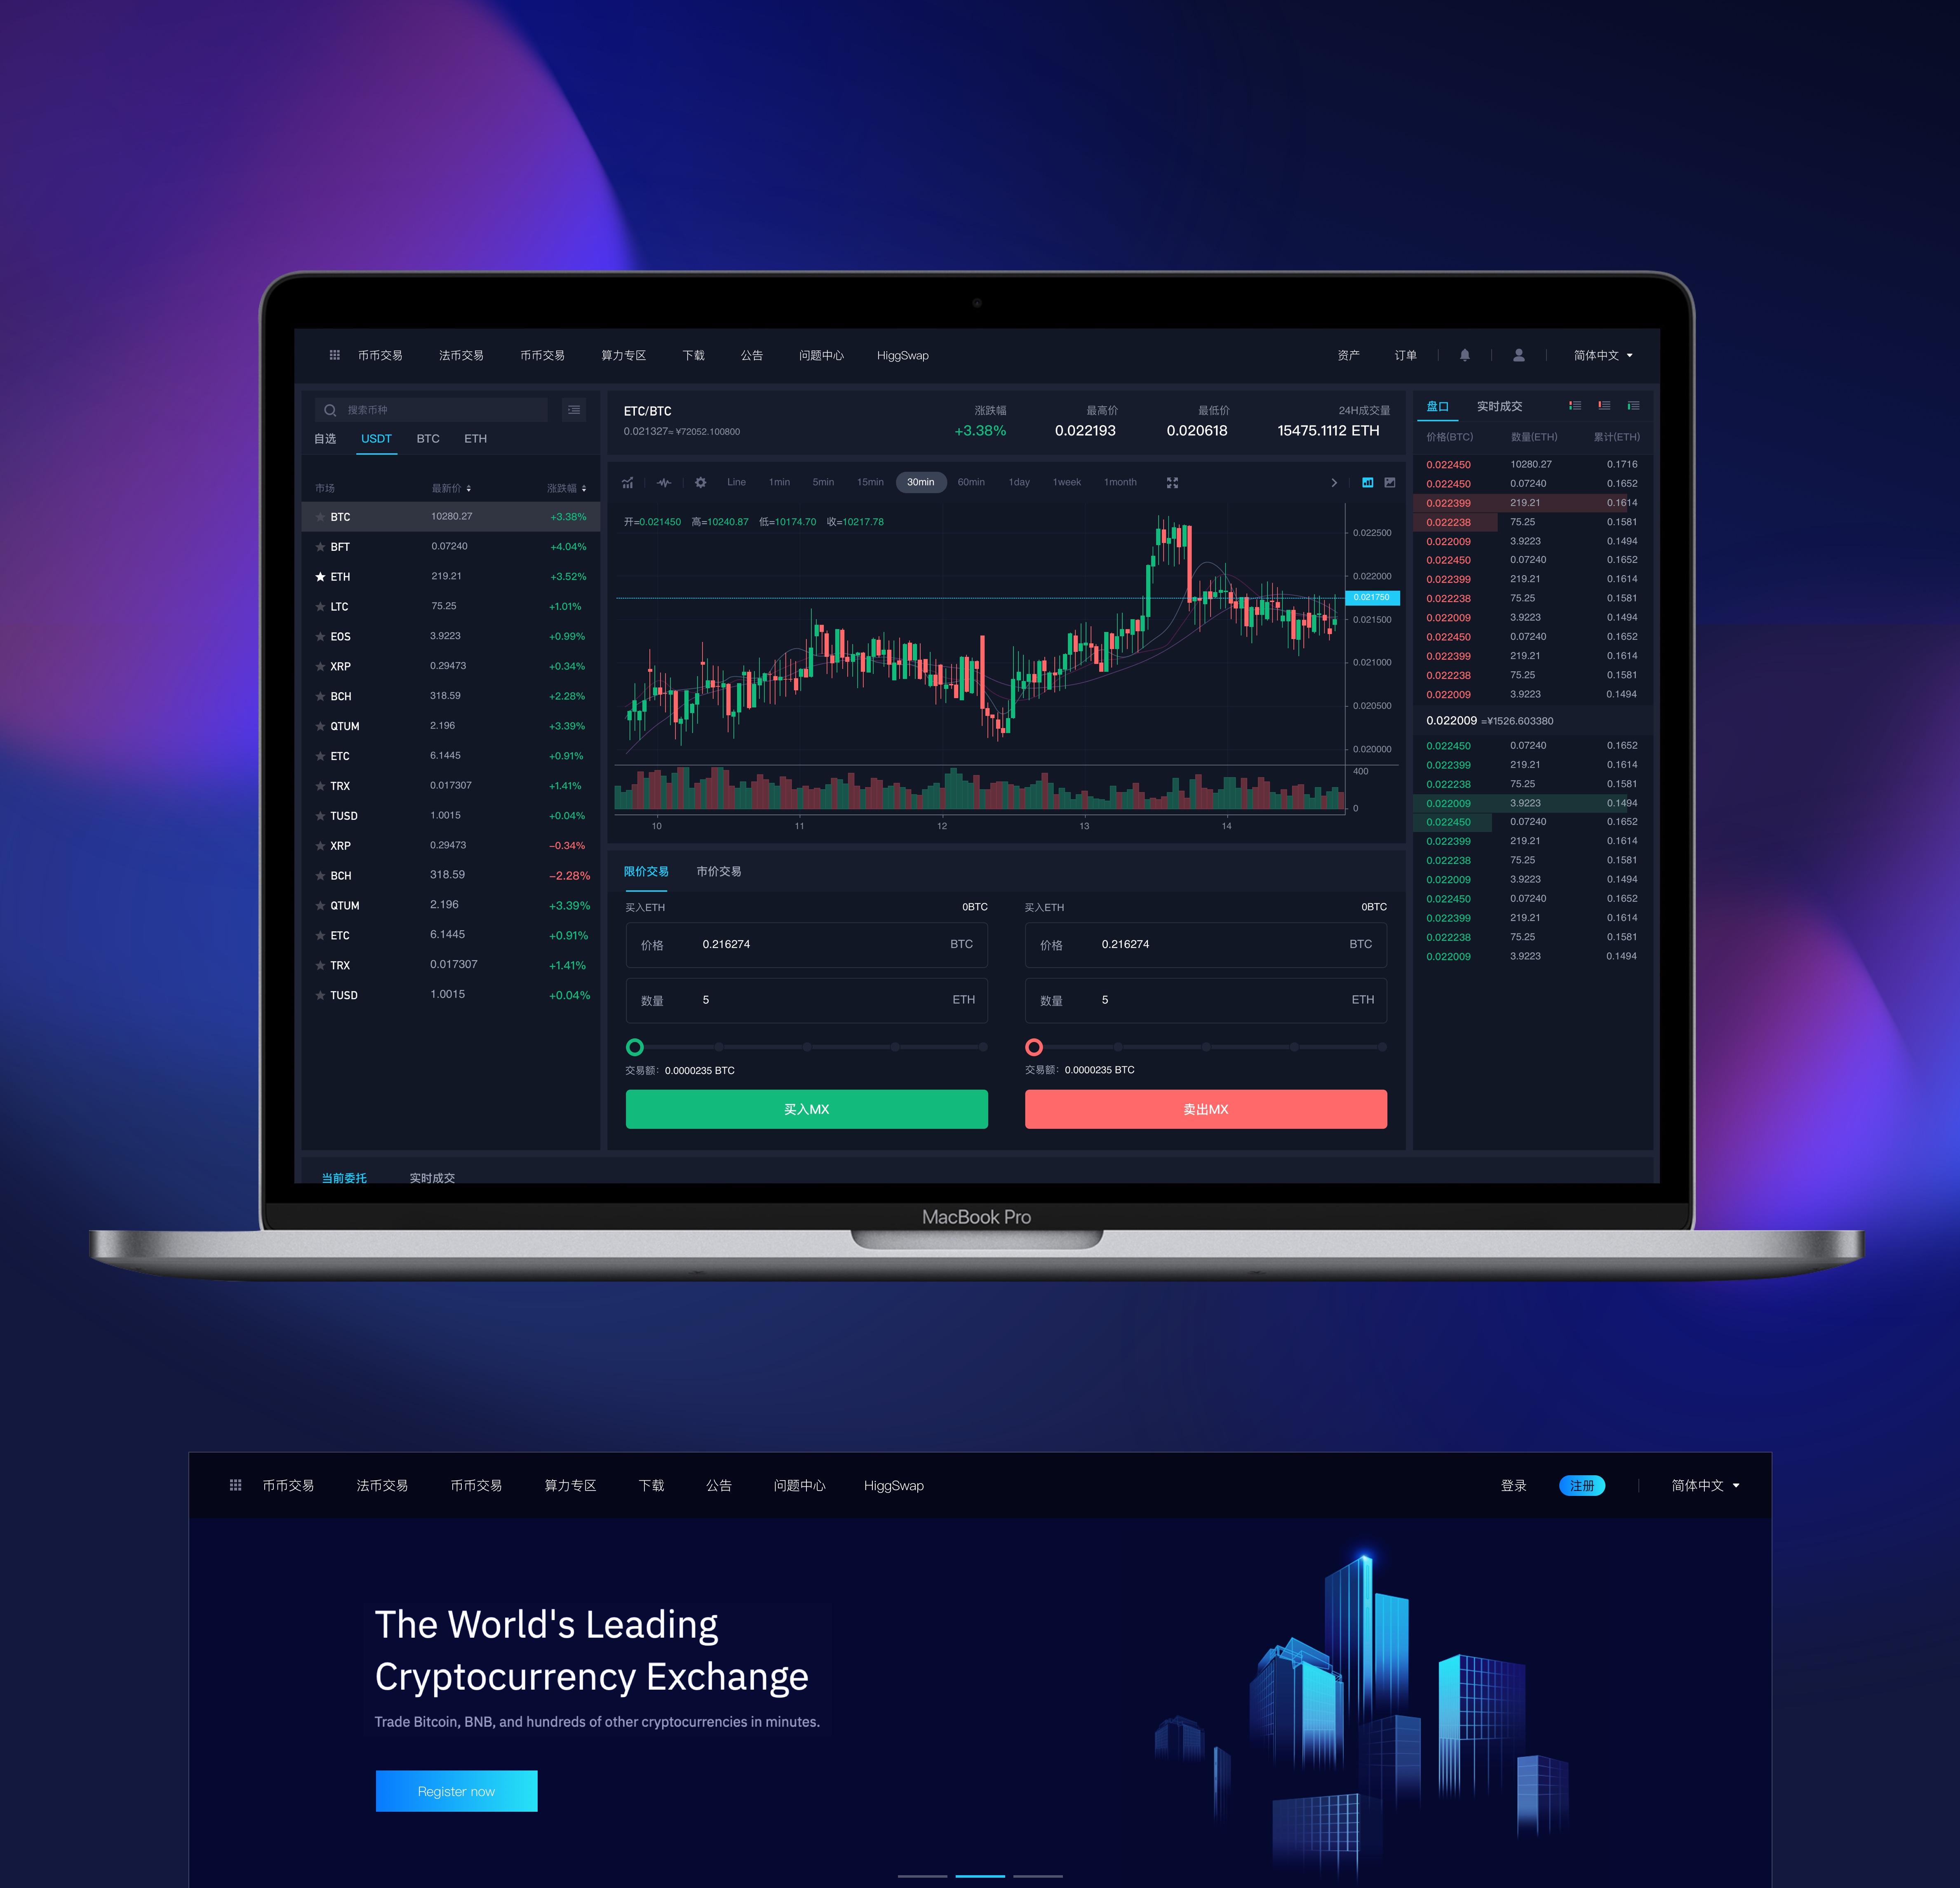 币币交易 法币交易 币币交易 算力专区 下载 公告 问题中心 HiggSwap 资产 订单 简体中文
搜索币种
自选 USDT BTC ETH
市场 最新价 涨跌幅
BTC 10280.27 +3.38%
BFT 0.07240 +4.04%
ETH 219.21 +3.52%
LTC 75.25 +1.01%
EOS 3.9223 +0.99%
XRP 0.29473 +0.34%
BCH 318.59 +2.28%
QTUM 2.196 +3.39%
ETC 6.1445 +0.91%
TRX 0.017307 +1.41%
TUSD 1.0015 +0.04%
XRP 0.29473 −0.34%
BCH 318.59 −2.28%
QTUM 2.196 +3.39%
ETC 6.1445 +0.91%
TRX 0.017307 +1.41%
TUSD 1.0015 +0.04%
ETC/BTC 涨跌幅 最高价 最低价 24H成交量
0.021327≈ ¥72052.100800 +3.38% 0.022193 0.020618 15475.1112 ETH
Line 1min 5min 15min 30min 60min 1day 1week 1month
开=0.021450 高=10240.87 低=10174.70 收=10217.78
0.022500
0.022000
0.021750
0.021500
0.021000
0.020500
0.020000
400
0
10 11 12 13 14
限价交易 市价交易
买入ETH 0BTC 买入ETH 0BTC
价格 0.216274 BTC 价格 0.216274 BTC
数量 5 ETH 数量 5 ETH
交易额：0.0000235 BTC 交易额：0.0000235 BTC
买入MX 卖出MX
盘口 实时成交
价格(BTC) 数量(ETH) 累计(ETH)
0.022450 10280.27 0.1716
0.022450 0.07240 0.1652
0.022399 219.21 0.1614
0.022238 75.25 0.1581
0.022009 3.9223 0.1494
0.022450 0.07240 0.1652
0.022399 219.21 0.1614
0.022238 75.25 0.1581
0.022009 3.9223 0.1494
0.022450 0.07240 0.1652
0.022399 219.21 0.1614
0.022238 75.25 0.1581
0.022009 3.9223 0.1494
0.022009 =¥1526.603380
0.022450 0.07240 0.1652
0.022399 219.21 0.1614
0.022238 75.25 0.1581
0.022009 3.9223 0.1494
0.022450 0.07240 0.1652
0.022399 219.21 0.1614
0.022238 75.25 0.1581
0.022009 3.9223 0.1494
0.022450 0.07240 0.1652
0.022399 219.21 0.1614
0.022238 75.25 0.1581
0.022009 3.9223 0.1494
当前委托 实时成交
MacBook Pro
币币交易 法币交易 币币交易 算力专区 下载 公告 问题中心 HiggSwap 登录 注册 简体中文
The World's Leading
Cryptocurrency Exchange
Trade Bitcoin, BNB, and hundreds of other cryptocurrencies in minutes.
Register now